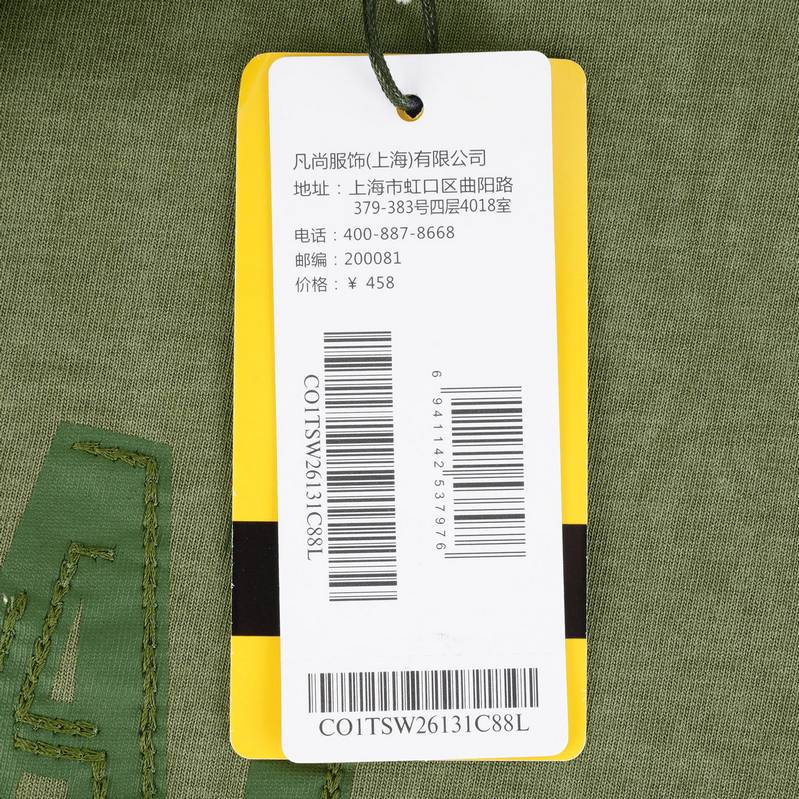 凡尚服饰(上海)有限公司
地址：上海市虹口区曲阳路
379-383号四层4018室
电话：400-887-8668
邮编：200081
价格：¥ 458
CO1TSW26131C88L
6 941142 537976
CO1TSW26131C88L